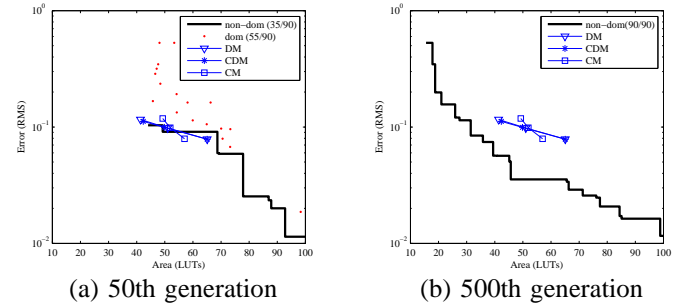 10^0
10^-1
10^-2
Error (RMS)
10 20 30 40 50 60 70 80 90 100
Area (LUTs)
non-dom (35/90)
dom (55/90)
DM
CDM
CM
(a) 50th generation
10^0
10^-1
10^-2
Error (RMS)
10 20 30 40 50 60 70 80 90 100
Area (LUTs)
non-dom(90/90)
DM
CDM
CM
(b) 500th generation